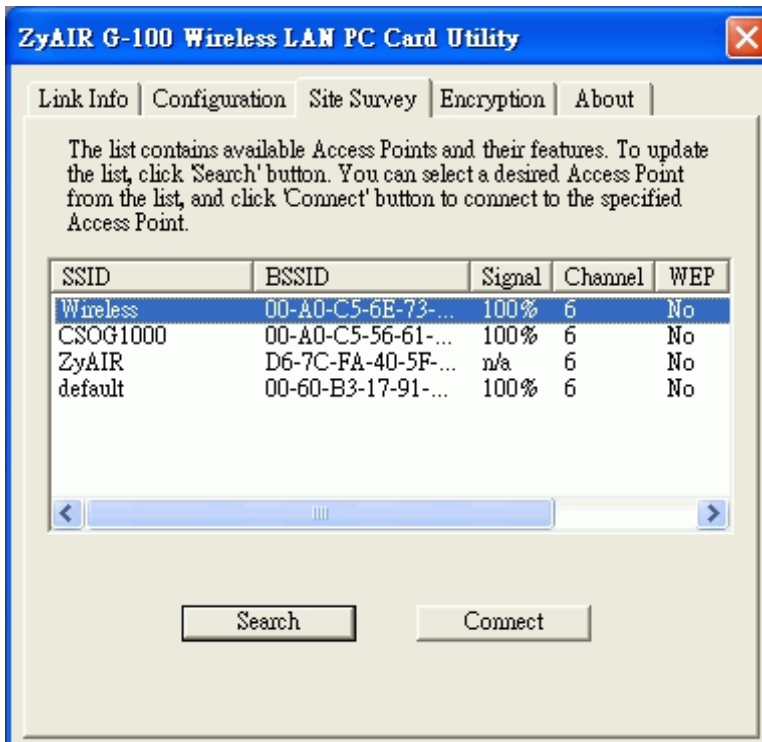 ZyAIR G-100 Wireless LAN PC Card Utility
Link Info Configuration Site Survey Encryption About
The list contains available Access Points and their features. To update
the list, click 'Search' button. You can select a desired Access Point
from the list, and click 'Connect' button to connect to the specified
Access Point.
SSID BSSID Signal Channel WEP
Wireless 00-A0-C5-6E-73-... 100% 6 No
CSOG1000 00-A0-C5-56-61-... 100% 6 No
ZyAIR D6-7C-FA-40-5F-... n/a 6 No
default 00-60-B3-17-91-... 100% 6 No
Search Connect